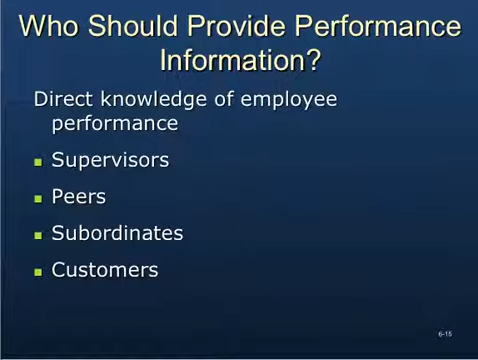 Who Should Provide Performance
Information?
Direct knowledge of employee
performance
Supervisors
Peers
Subordinates
Customers
6-15